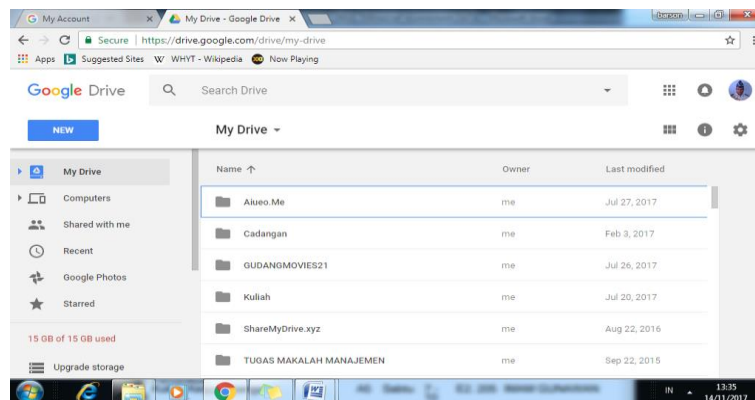 G My Account
My Drive - Google Drive
Secure | https://drive.google.com/drive/my-drive
Apps Suggested Sites W WHYT - Wikipedia Now Playing
Google Drive Search Drive
NEW My Drive
My Drive Name Owner Last modified
Computers Aiueo.Me me Jul 27, 2017
Shared with me Cadangan me Feb 3, 2017
Recent GUDANGMOVIES21 me Jul 26, 2017
Google Photos Kuliah me Jul 20, 2017
Starred ShareMyDrive.xyz me Aug 22, 2016
15 GB of 15 GB used
Upgrade storage TUGAS MAKALAH MANAJEMEN me Sep 22, 2015
IN 13:35
14/11/2017